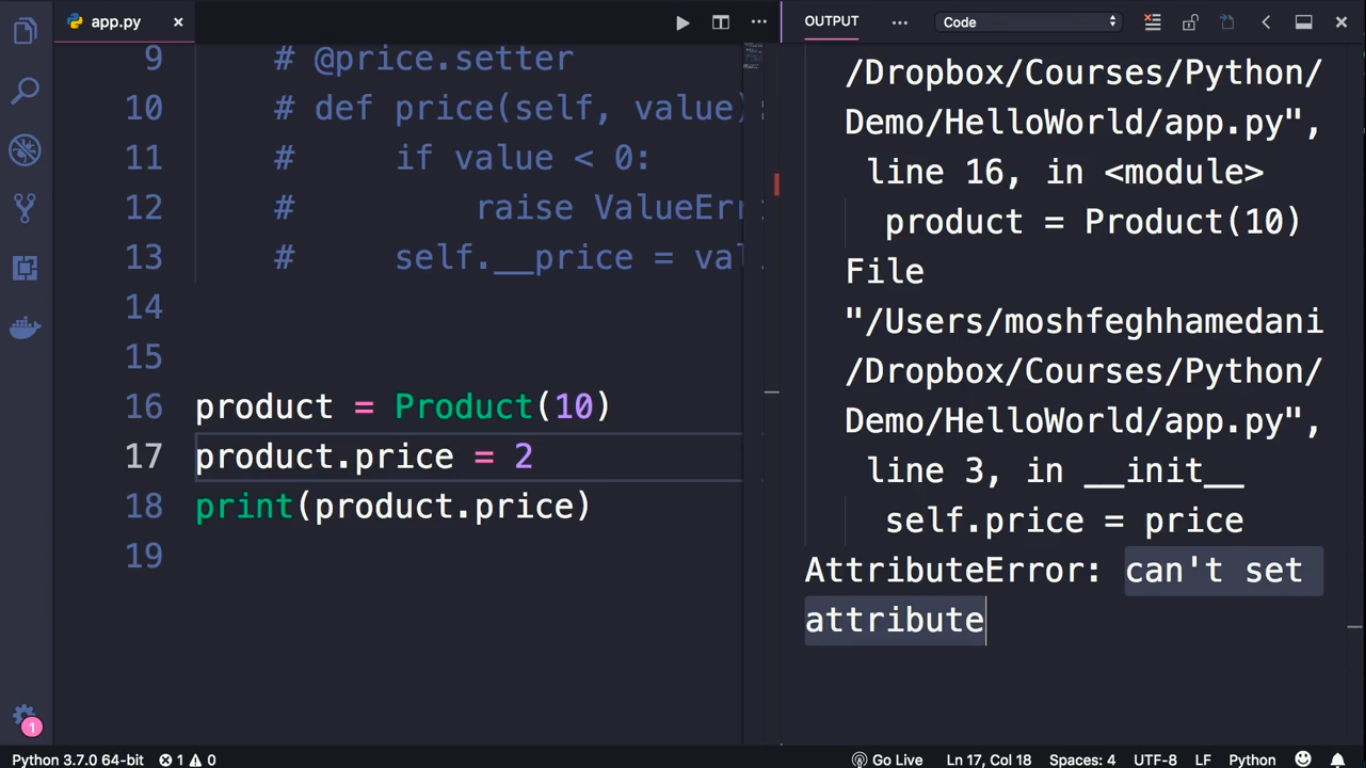 app.py
OUTPUT
Code
9 # @price.setter
10 # def price(self, value):
11 # if value < 0:
12 # raise ValueErr
13 # self.__price = val
14
15
16 product = Product(10)
17 product.price = 2
18 print(product.price)
19
/Dropbox/Courses/Python/
Demo/HelloWorld/app.py",
line 16, in <module>
product = Product(10)
File
"/Users/moshfeghhamedani
/Dropbox/Courses/Python/
Demo/HelloWorld/app.py",
line 3, in __init__
self.price = price
AttributeError: can't set
attribute
1
Python 3.7.0 64-bit 1 0 Go Live Ln 17, Col 18 Spaces: 4 UTF-8 LF Python